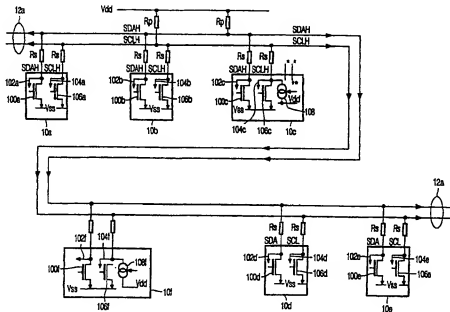 12a
Vdd
Rp
Rp
SDAH
SCLH
SDAH
SCLH
Rs
Rs
Rs
Rs
Rs
Rs
SDAH
SCLH
SDAH
SCLH
SDAH
SCLH
102a
104a
102b
104b
102c
100a
106a
100b
106b
100c
Vdd
108
Vss
Vss
Vss
104c
106c
10a
10b
10c
12a
Rs
Rs
Rs
Rs
SDA
SCL
SDA
SCL
102f
104f
108f
102d
104d
102e
104e
100f
100d
106d
100e
106e
Vss
Vdd
Vss
Vss
106f
10f
10d
10e